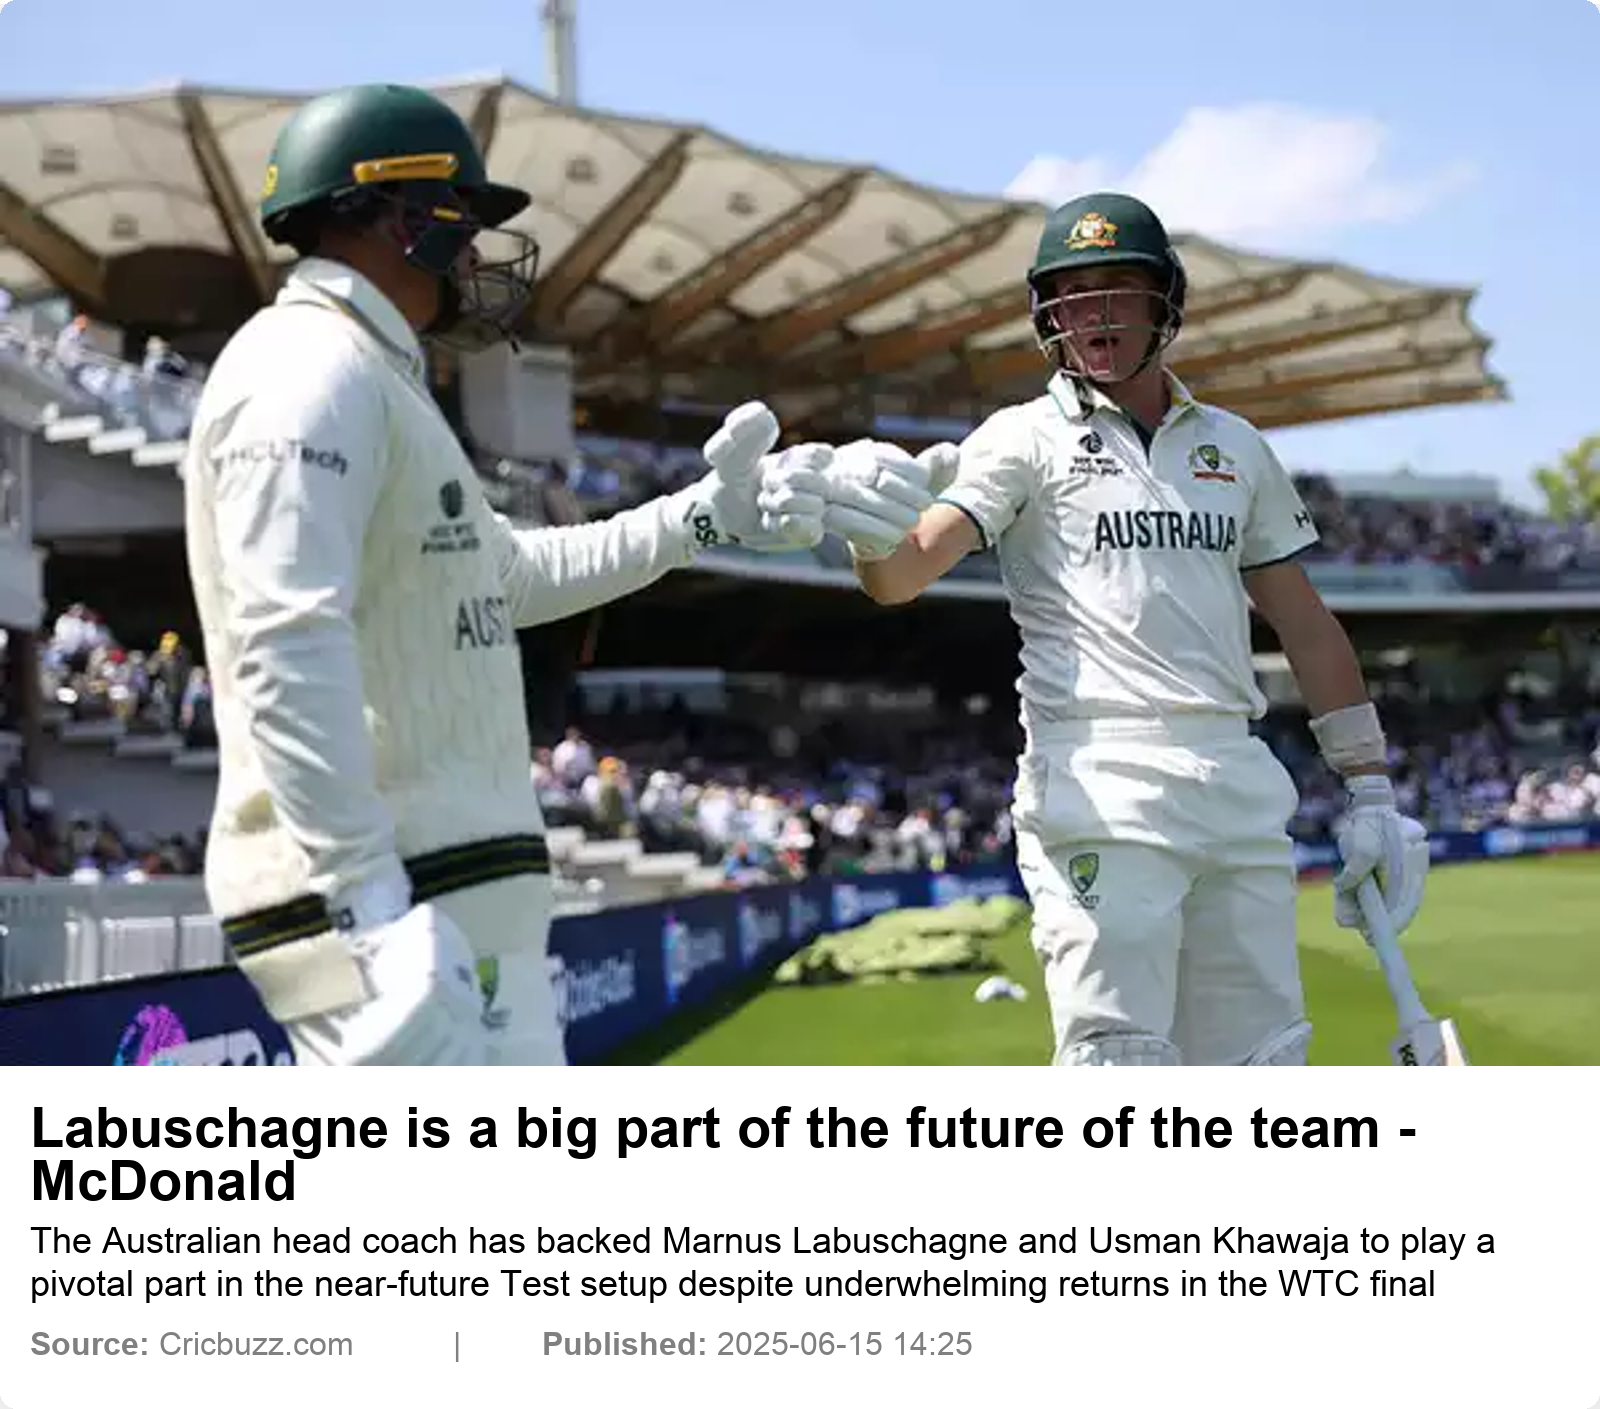 HCLTech
AUST
DSC
AUSTRALIA
H
Labuschagne is a big part of the future of the team -
McDonald
The Australian head coach has backed Marnus Labuschagne and Usman Khawaja to play a
pivotal part in the near-future Test setup despite underwhelming returns in the WTC final
Source: Cricbuzz.com | Published: 2025-06-15 14:25